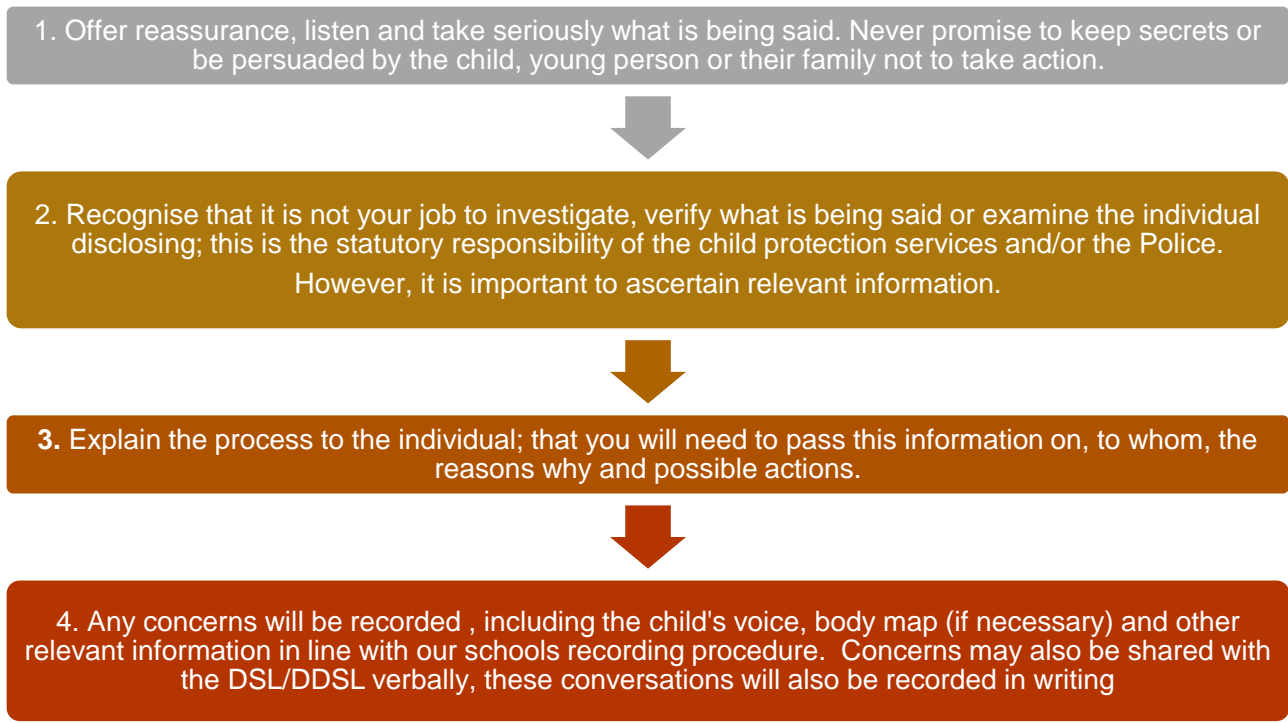 1. Offer reassurance, listen and take seriously what is being said. Never promise to keep secrets or
be persuaded by the child, young person or their family not to take action.
2. Recognise that it is not your job to investigate, verify what is being said or examine the individual
disclosing; this is the statutory responsibility of the child protection services and/or the Police.
However, it is important to ascertain relevant information.
3. Explain the process to the individual; that you will need to pass this information on, to whom, the
reasons why and possible actions.
4. Any concerns will be recorded , including the child's voice, body map (if necessary) and other
relevant information in line with our schools recording procedure.  Concerns may also be shared with
the DSL/DDSL verbally, these conversations will also be recorded in writing